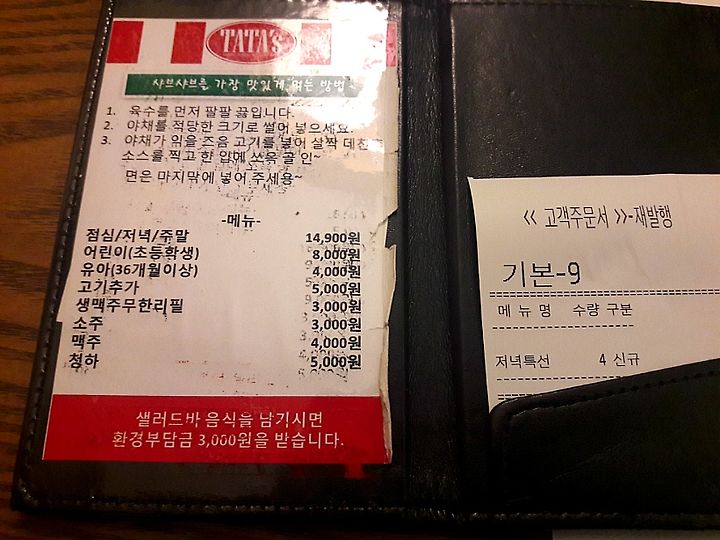 TATA'S
샤브샤브를 가장 맛있게 먹는 방법~
1. 육수를 먼저 팔팔 끓입니다.
2. 야채를 적당한 크기로 썰어 넣으세요.
3. 야채가 익을 즈음 고기를 넣어 살짝 데친 후
소스를 찍고 한 입에 쏘옥 골 인~
면은 마지막에 넣어 주세용~
-메뉴-
점심/저녁/주말 14,900원
어린이(초등학생) 8,000원
유아(36개월이상) 4,000원
고기추가 5,000원
생맥주무한리필 3,000원
소주 3,000원
맥주 4,000원
청하 5,000원
샐러드바 음식을 남기시면
환경부담금 3,000원을 받습니다.
<< 고객주문서 >>-재발행
기본-9
메 뉴 명 수량 구분
저녁특선 4 신규